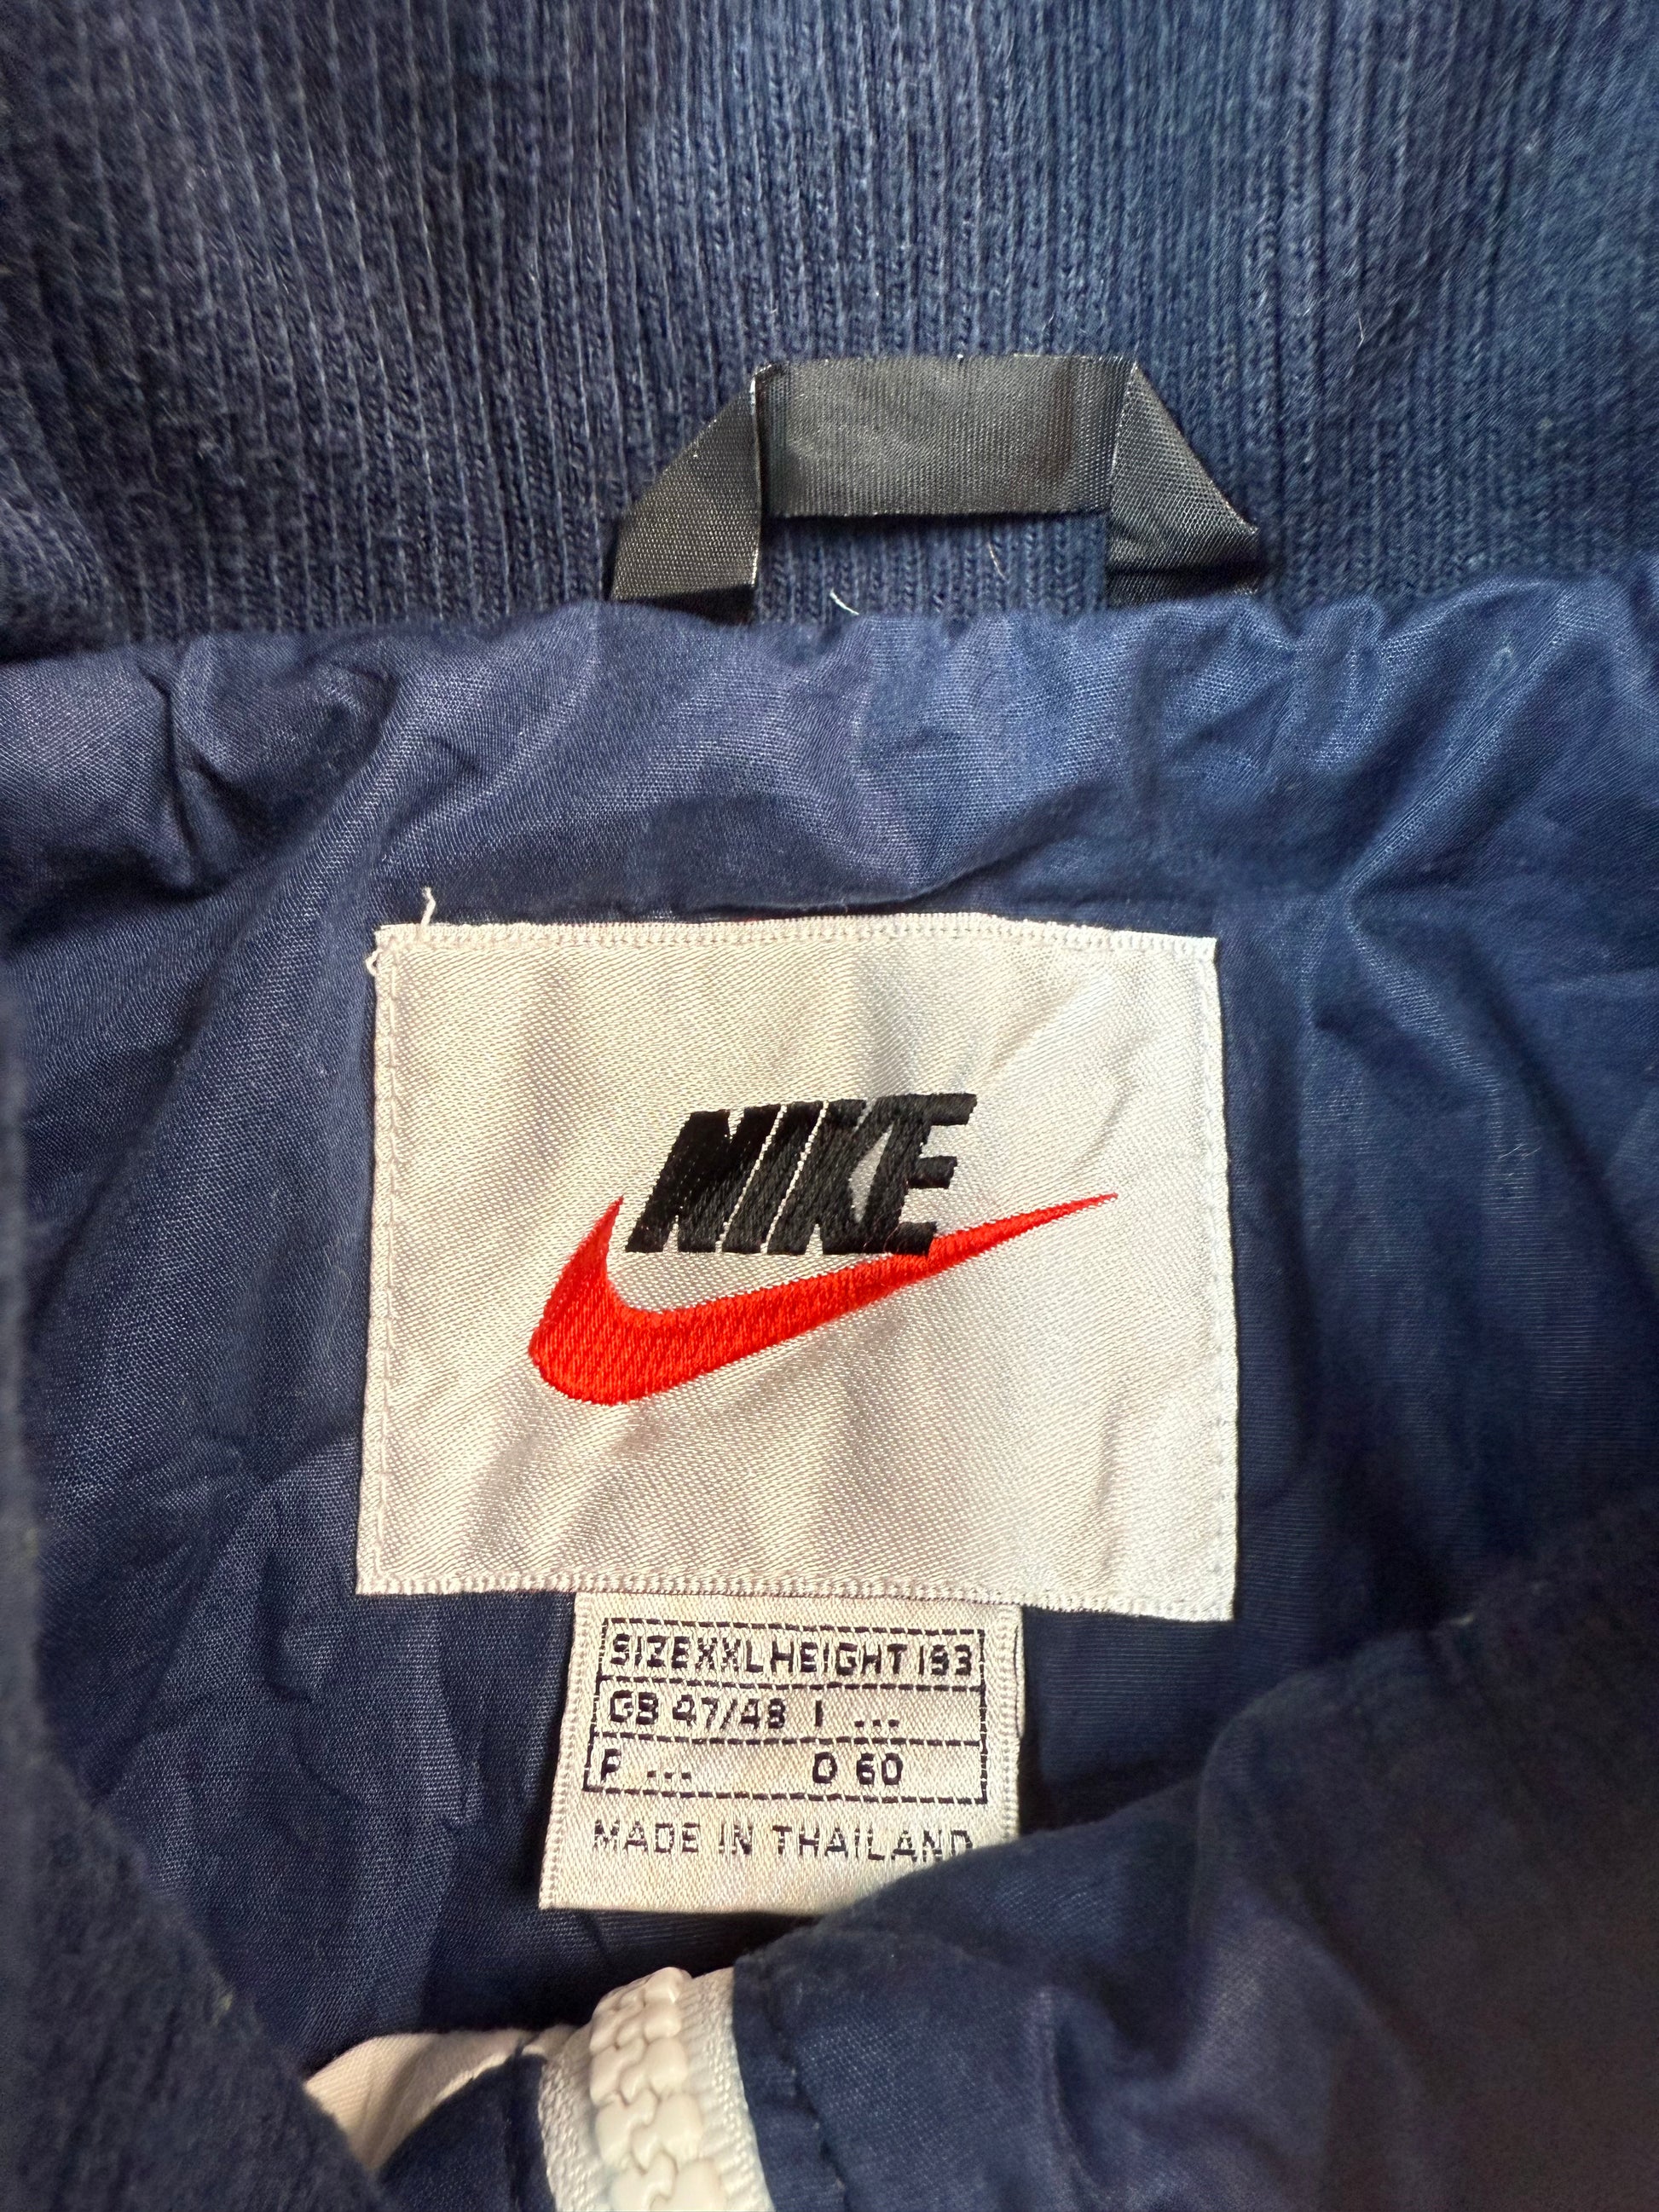 NIKE
SIZE XXL HEIGHT 193
GB 47/48 I ...
F ... D 60
MADE IN THAILAND